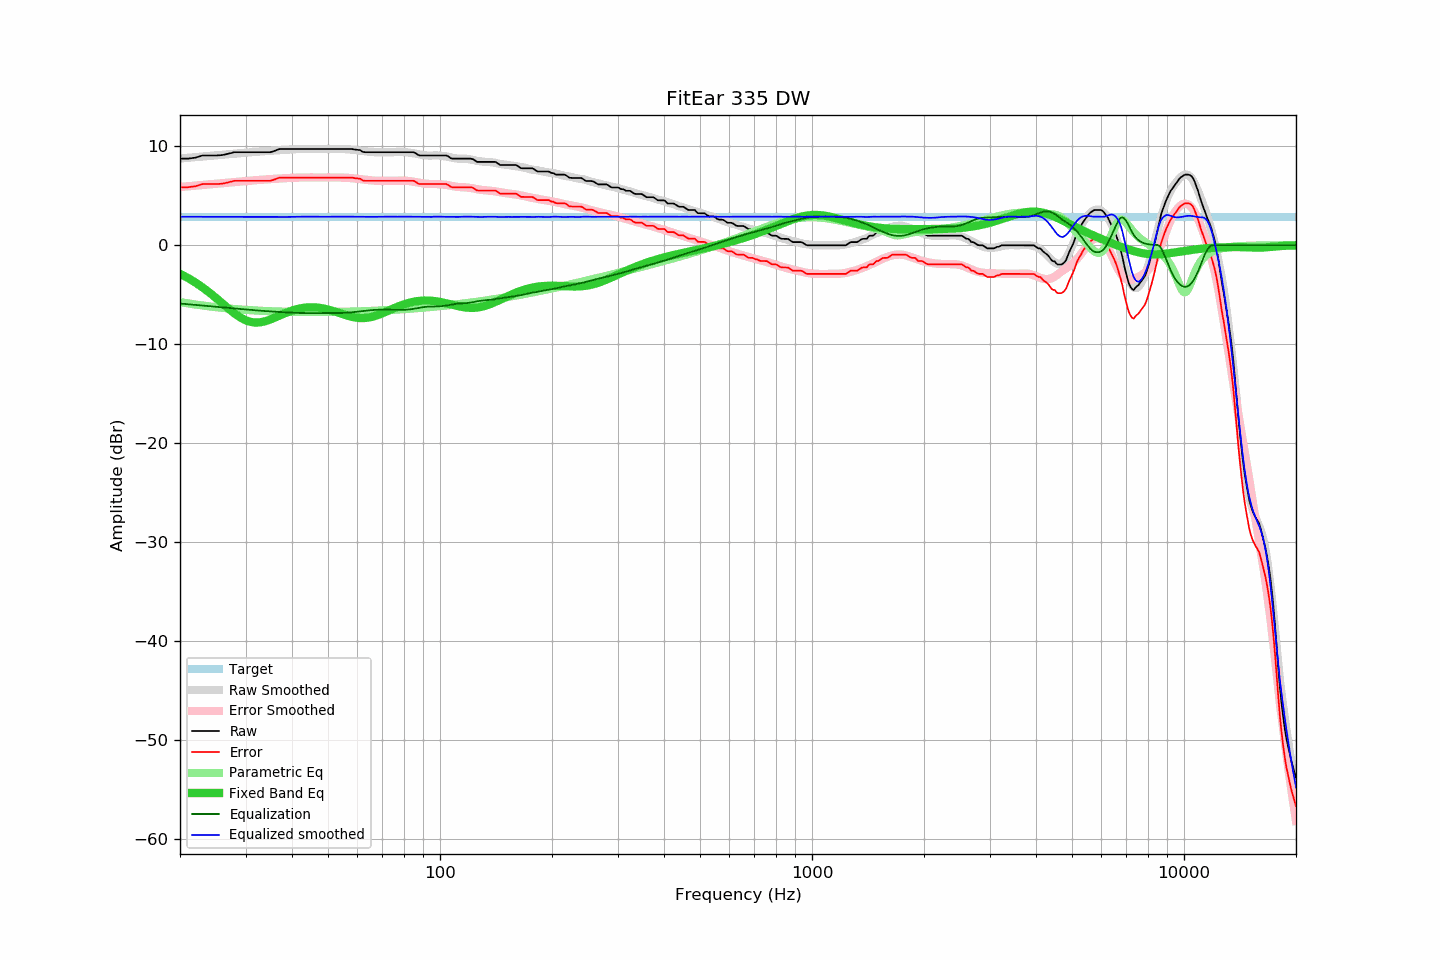 FitEar 335 DW
10
0
−10
−20
−30
−40
−50
−60
Amplitude (dBr)
Target
Raw Smoothed
Error Smoothed
Raw
Error
Parametric Eq
Fixed Band Eq
Equalization
Equalized smoothed
100
1000
10000
Frequency (Hz)